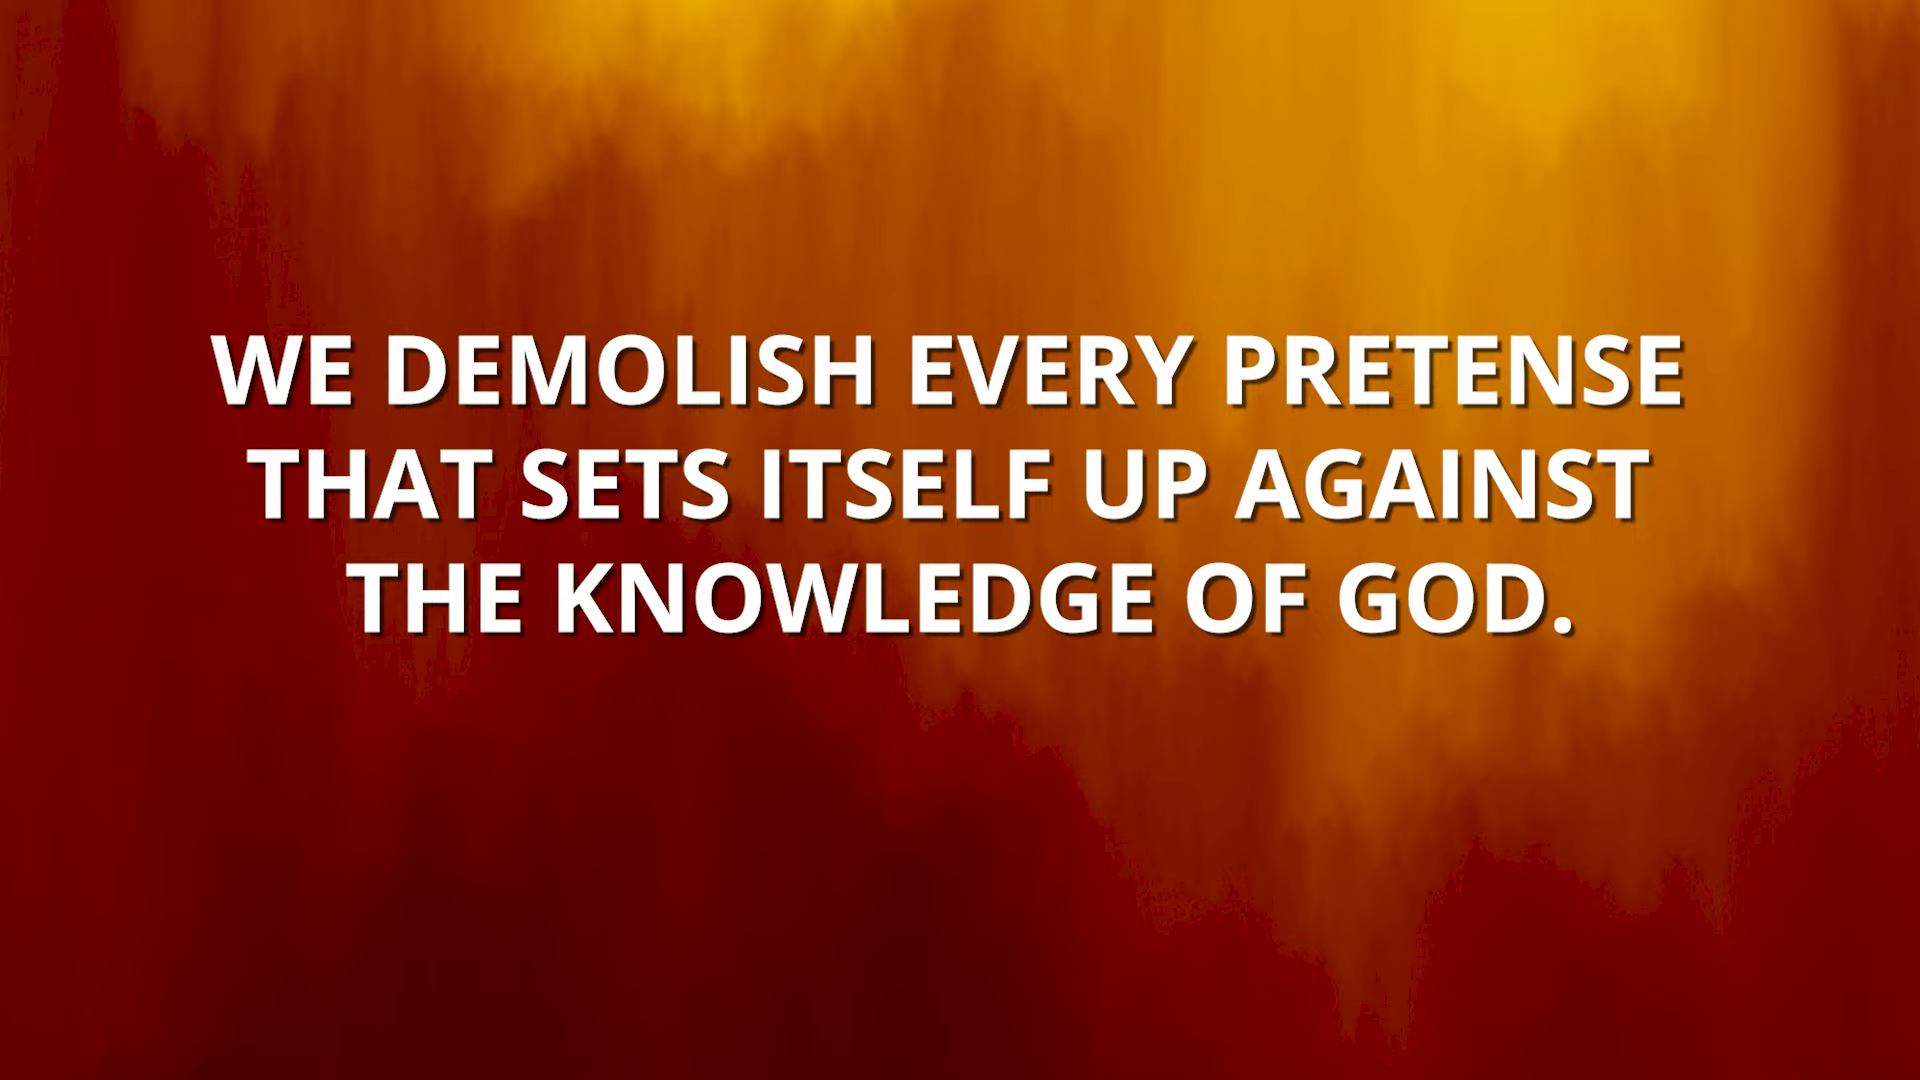 WE DEMOLISH EVERY PRETENSE
THAT SETS ITSELF UP AGAINST
THE KNOWLEDGE OF GOD.